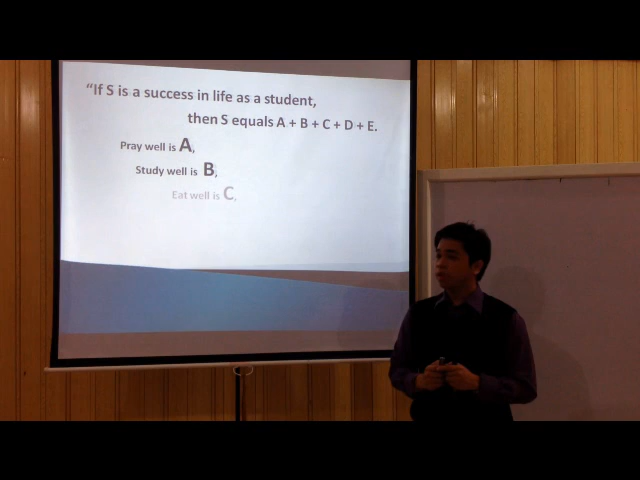 “If S is a success in life as a student,
then S equals A + B + C + D + E.
Pray well is A,
Study well is B,
Eat well is C,